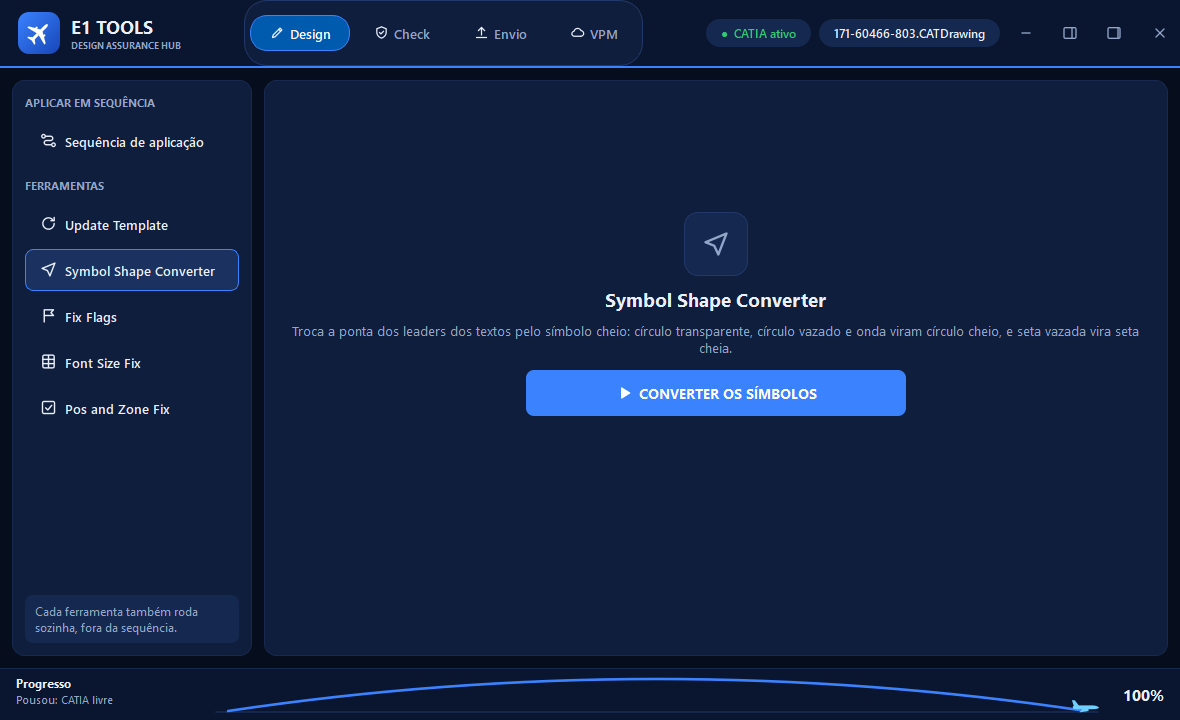 E1 TOOLS
DESIGN ASSURANCE HUB
Design
Check
Envio
VPM
CATIA ativo
171-60466-803.CATDrawing
APLICAR EM SEQUÊNCIA
Sequência de aplicação
FERRAMENTAS
Update Template
Symbol Shape Converter
Fix Flags
Font Size Fix
Pos and Zone Fix
Cada ferramenta também roda
sozinha, fora da sequência.
Symbol Shape Converter
Troca a ponta dos leaders dos textos pelo símbolo cheio: círculo transparente, círculo vazado e onda viram círculo cheio, e seta vazada vira seta
cheia.
CONVERTER OS SÍMBOLOS
Progresso
Pousou: CATIA livre
100%